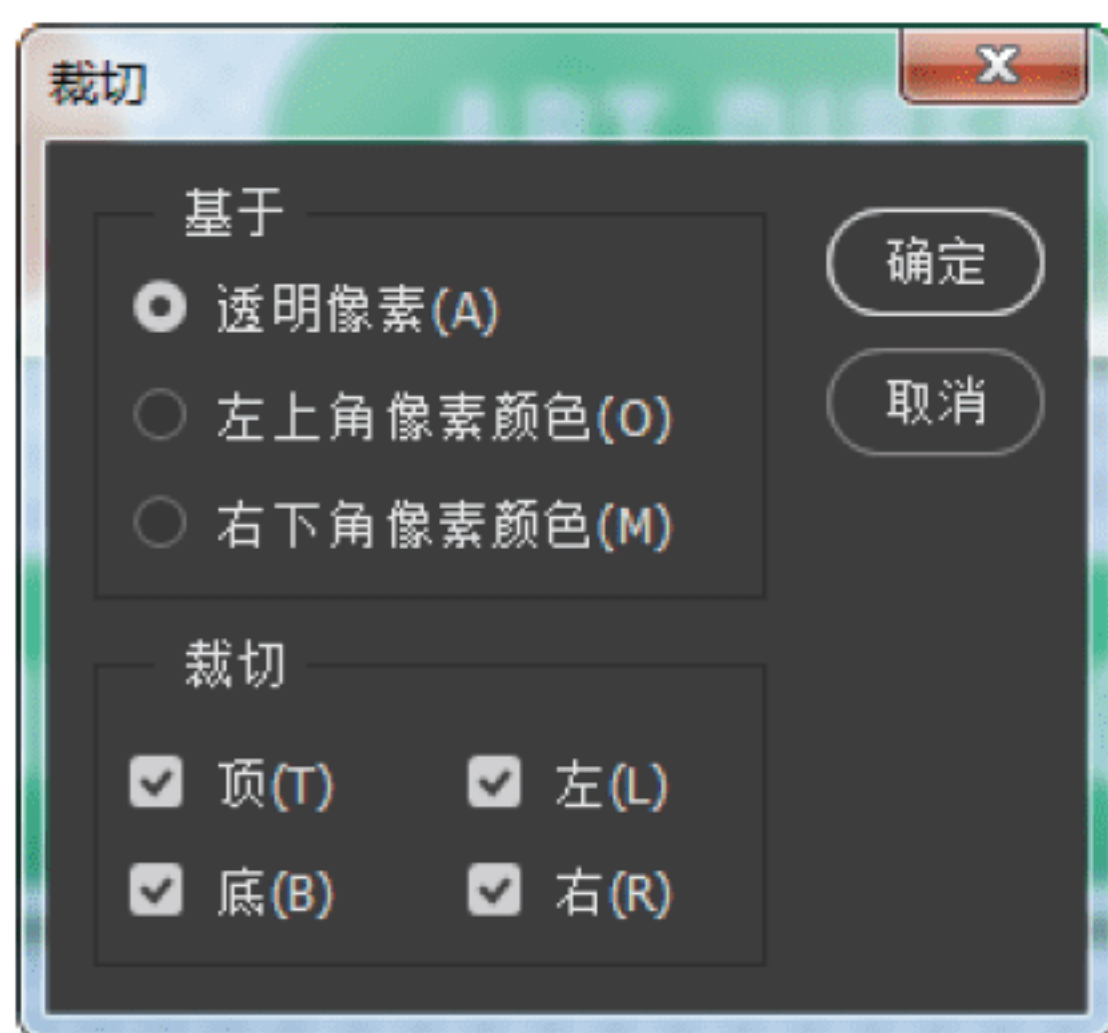 裁切
基于
透明像素(A)
左上角像素颜色(O)
右下角像素颜色(M)
确定
取消
裁切
顶(T) 左(L)
底(B) 右(R)